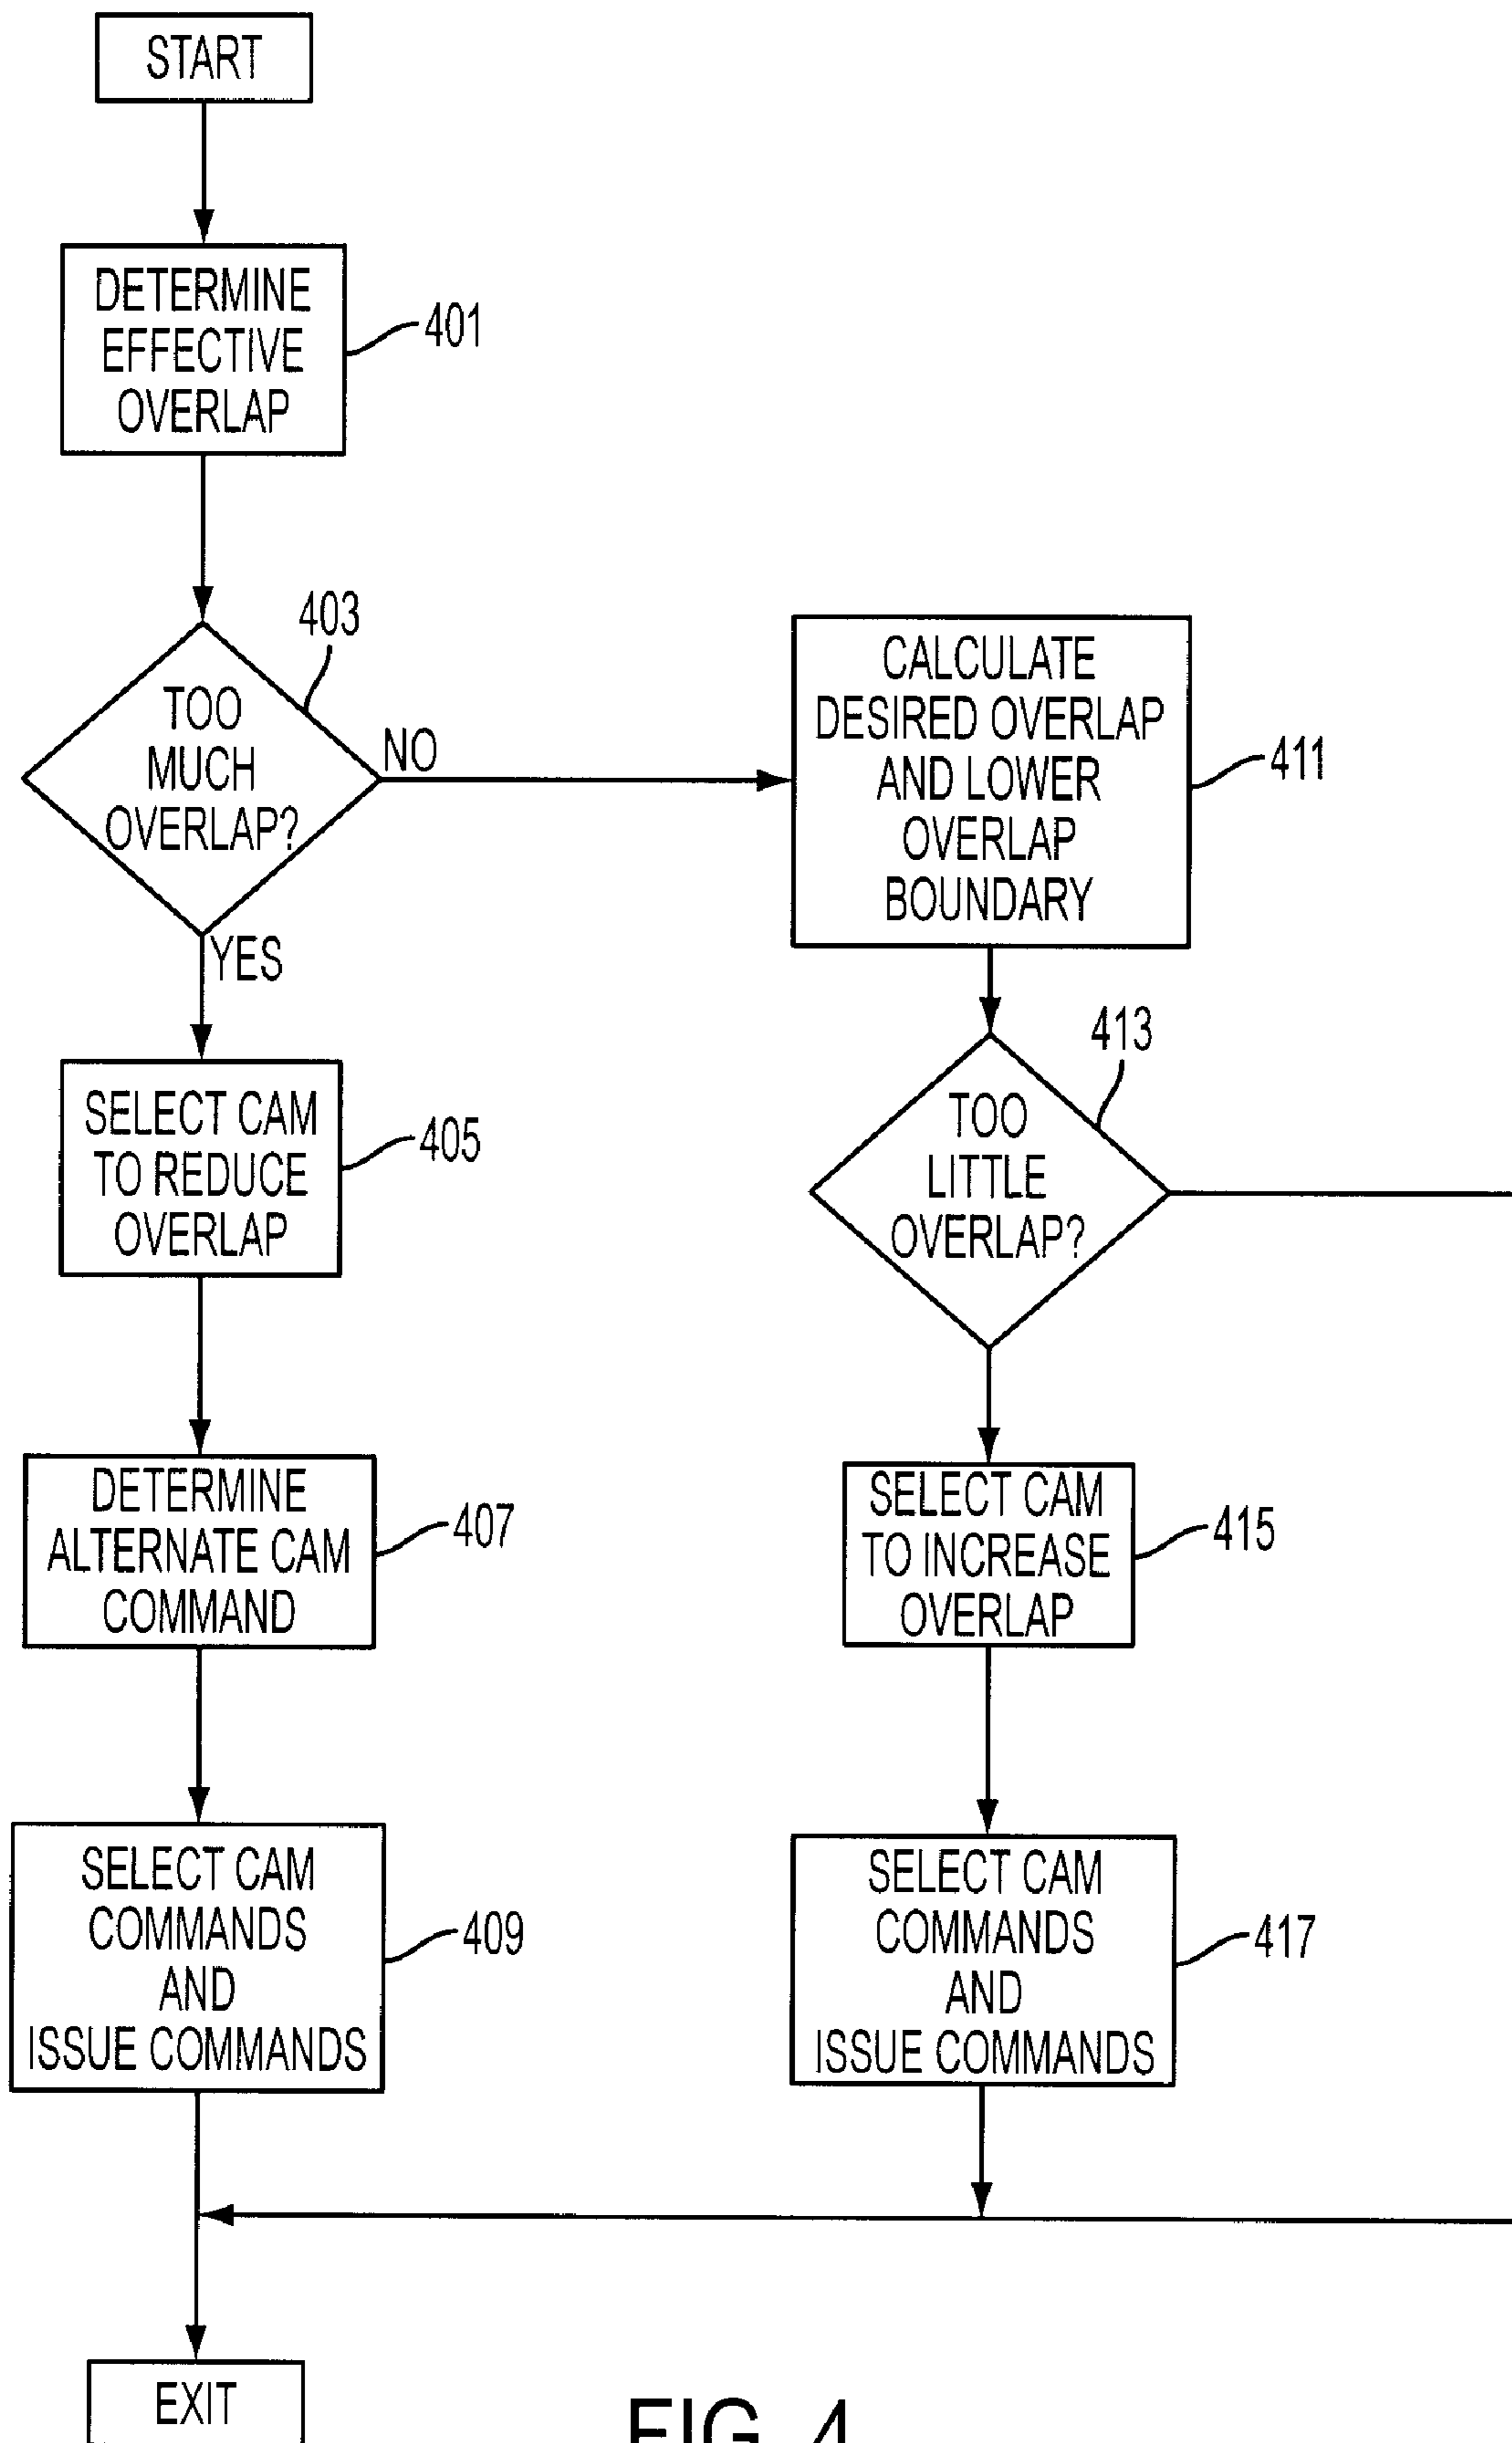 START
DETERMINE
EFFECTIVE
OVERLAP
401
403
TOO
MUCH
OVERLAP?
NO
YES
CALCULATE
DESIRED OVERLAP
AND LOWER
OVERLAP
BOUNDARY
411
413
TOO
LITTLE
OVERLAP?
SELECT CAM
TO REDUCE
OVERLAP
405
DETERMINE
ALTERNATE CAM
COMMAND
407
SELECT CAM
TO INCREASE
OVERLAP
415
SELECT CAM
COMMANDS
AND
ISSUE COMMANDS
409
SELECT CAM
COMMANDS
AND
ISSUE COMMANDS
417
EXIT
FIG. 4